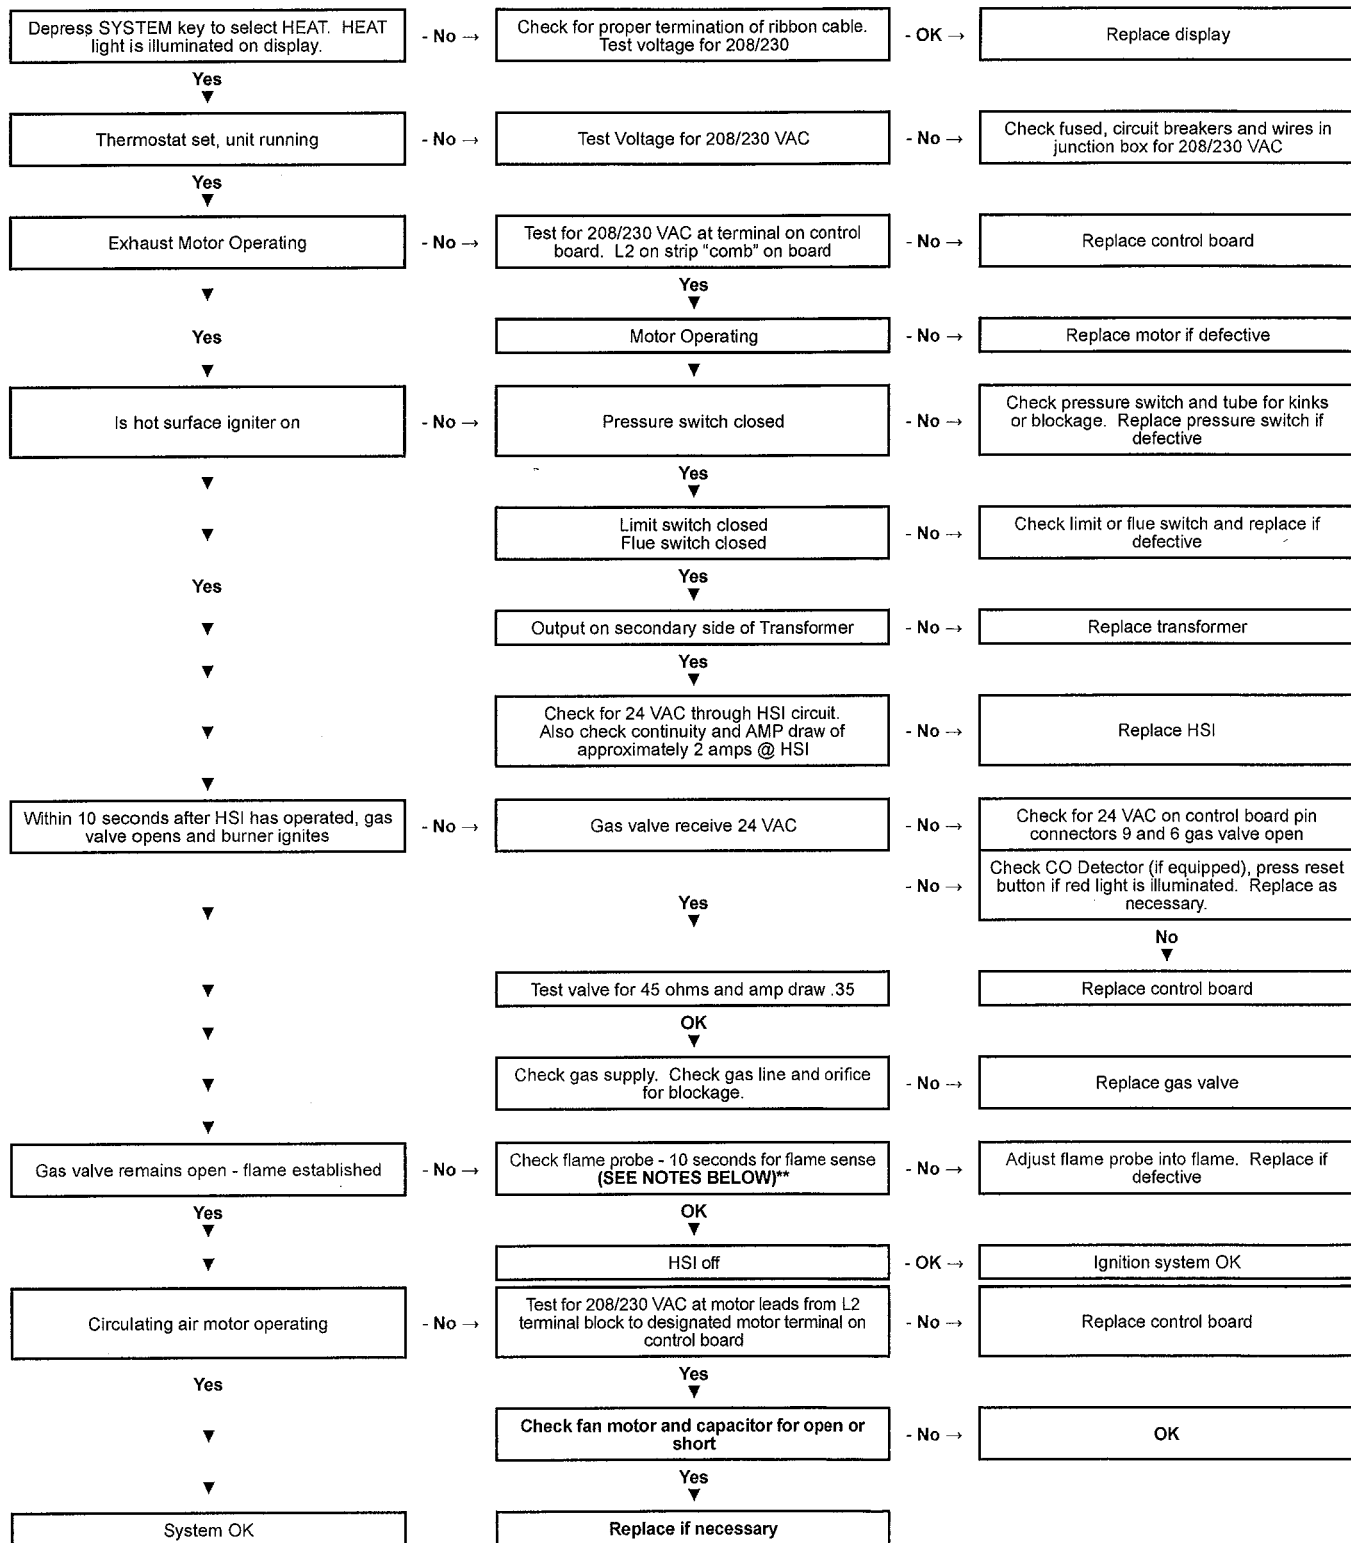 Depress SYSTEM key to select HEAT.  HEAT
light is illuminated on display.
- No →
Check for proper termination of ribbon cable.
Test voltage for 208/230
- OK →
Replace display
Yes
▼
Thermostat set, unit running
- No →
Test Voltage for 208/230 VAC
- No →
Check fused, circuit breakers and wires in
junction box for 208/230 VAC
Yes
▼
Exhaust Motor Operating
- No →
Test for 208/230 VAC at terminal on control
board.  L2 on strip "comb" on board
- No →
Replace control board
▼
Yes
▼
Yes
Motor Operating
- No →
Replace motor if defective
▼
▼
Is hot surface igniter on
- No →
Pressure switch closed
- No →
Check pressure switch and tube for kinks
or blockage.  Replace pressure switch if
defective
▼
Yes
▼
▼
Limit switch closed
Flue switch closed
- No →
Check limit or flue switch and replace if
defective
Yes
Yes
▼
▼
Output on secondary side of Transformer
- No →
Replace transformer
▼
Yes
▼
▼
Check for 24 VAC through HSI circuit.
Also check continuity and AMP draw of
approximately 2 amps @ HSI
- No →
Replace HSI
▼
Within 10 seconds after HSI has operated, gas
valve opens and burner ignites
- No →
Gas valve receive 24 VAC
- No →
Check for 24 VAC on control board pin
connectors 9 and 6 gas valve open
- No →
Check CO Detector (if equipped), press reset
button if red light is illuminated.  Replace as
necessary.
▼
Yes
▼
No
▼
▼
Test valve for 45 ohms and amp draw .35
Replace control board
▼
OK
▼
▼
Check gas supply.  Check gas line and orifice
for blockage.
- No →
Replace gas valve
▼
Gas valve remains open - flame established
- No →
Check flame probe - 10 seconds for flame sense
(SEE NOTES BELOW)**
- No →
Adjust flame probe into flame.  Replace if
defective
Yes
▼
OK
▼
▼
HSI off
- OK →
Ignition system OK
Circulating air motor operating
- No →
Test for 208/230 VAC at motor leads from L2
terminal block to designated motor terminal on
control board
- No →
Replace control board
Yes
Yes
▼
▼
Check fan motor and capacitor for open or
short
- No →
OK
▼
Yes
▼
System OK
Replace if necessary